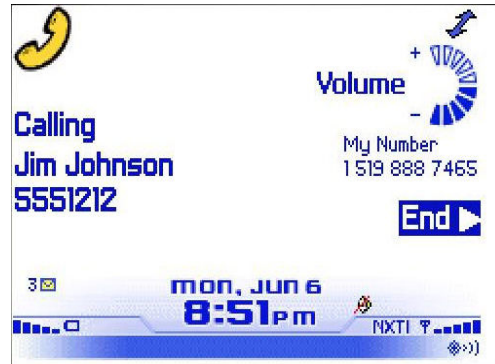 +
Volume
-
Calling
Jim Johnson
5551212
My Number
1 519 888 7465
End
3
mon, Jun 6
8:51pm
NXTI